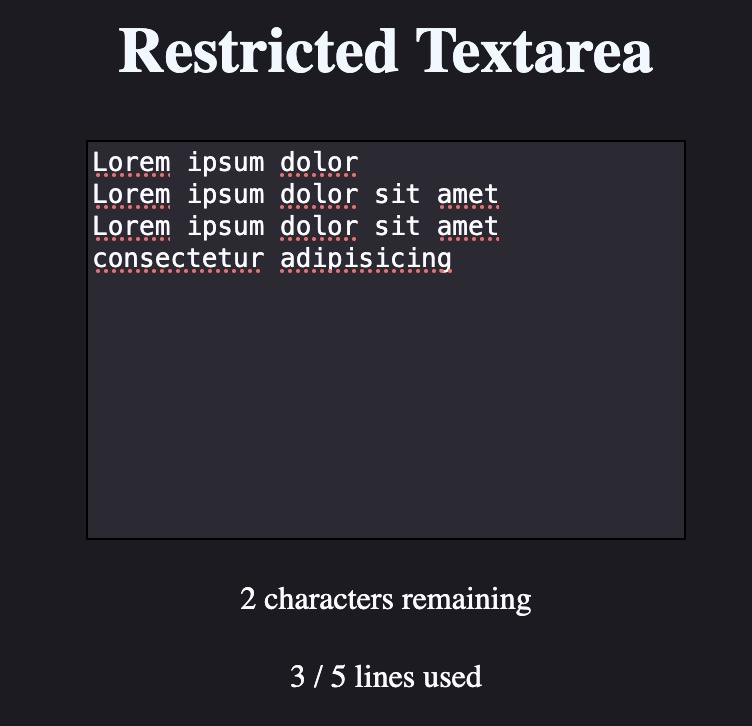 Restricted Textarea
Lorem ipsum dolor
Lorem ipsum dolor sit amet
Lorem ipsum dolor sit amet
consectetur adipisicing
2 characters remaining
3 / 5 lines used